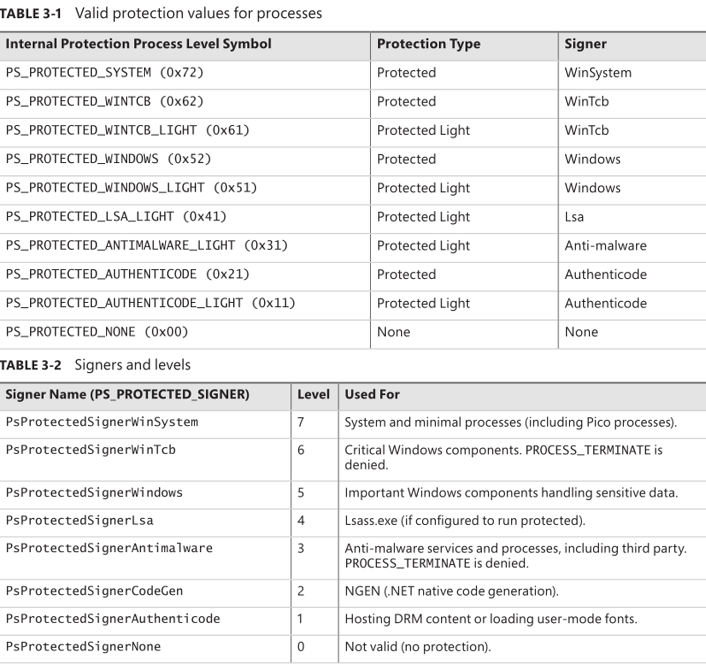 TABLE 3-1 Valid protection values for processes
Internal Protection Process Level Symbol Protection Type Signer
PS_PROTECTED_SYSTEM (0x72) Protected WinSystem
PS_PROTECTED_WINTCB (0x62) Protected WinTcb
PS_PROTECTED_WINTCB_LIGHT (0x61) Protected Light WinTcb
PS_PROTECTED_WINDOWS (0x52) Protected Windows
PS_PROTECTED_WINDOWS_LIGHT (0x51) Protected Light Windows
PS_PROTECTED_LSA_LIGHT (0x41) Protected Light Lsa
PS_PROTECTED_ANTIMALWARE_LIGHT (0x31) Protected Light Anti-malware
PS_PROTECTED_AUTHENTICODE (0x21) Protected Authenticode
PS_PROTECTED_AUTHENTICODE_LIGHT (0x11) Protected Light Authenticode
PS_PROTECTED_NONE (0x00) None None
TABLE 3-2 Signers and levels
Signer Name (PS_PROTECTED_SIGNER) Level Used For
PsProtectedSignerWinSystem 7 System and minimal processes (including Pico processes).
PsProtectedSignerWinTcb 6 Critical Windows components. PROCESS_TERMINATE is
denied.
PsProtectedSignerWindows 5 Important Windows components handling sensitive data.
PsProtectedSignerLsa 4 Lsass.exe (if configured to run protected).
PsProtectedSignerAntimalware 3 Anti-malware services and processes, including third party.
PROCESS_TERMINATE is denied.
PsProtectedSignerCodeGen 2 NGEN (.NET native code generation).
PsProtectedSignerAuthenticode 1 Hosting DRM content or loading user-mode fonts.
PsProtectedSignerNone 0 Not valid (no protection).